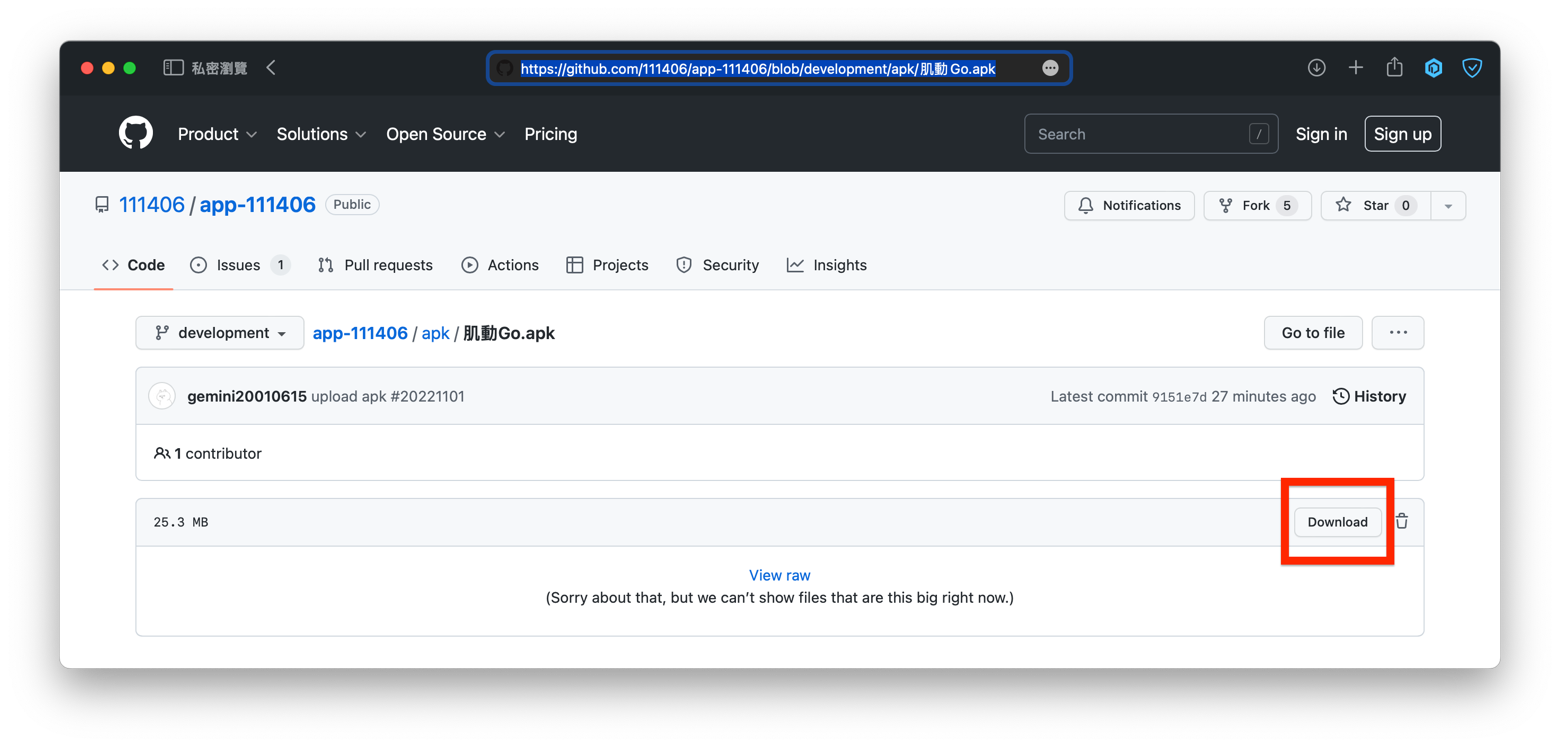 私密瀏覽
https://github.com/111406/app-111406/blob/development/apk/肌動Go.apk
Product Solutions Open Source Pricing Search / Sign in Sign up
111406 / app-111406 Public Notifications Fork 5 Star 0
Code Issues 1 Pull requests Actions Projects Security Insights
development app-111406 / apk / 肌動Go.apk Go to file
gemini20010615 upload apk #20221101 Latest commit 9151e7d 27 minutes ago History
1 contributor
25.3 MB Download
View raw
(Sorry about that, but we can’t show files that are this big right now.)